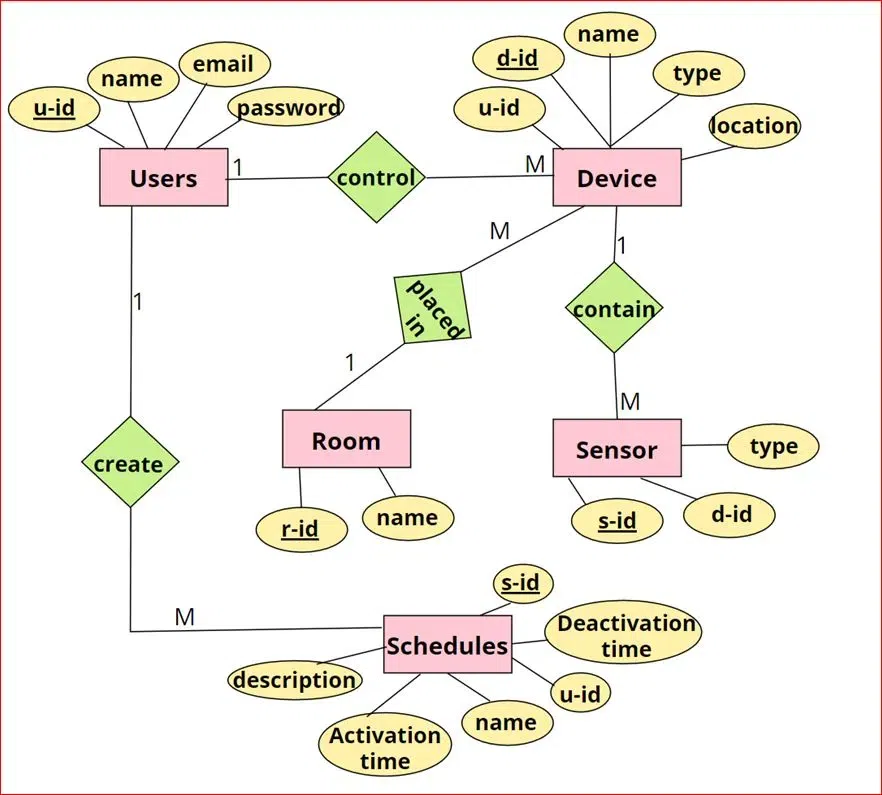 name
email
name
d-id
type
u-id
password
u-id
location
Users
1
control
M
Device
M
1
1
placed
in
contain
1
M
Room
Sensor
type
create
r-id
name
s-id
d-id
s-id
M
Schedules
Deactivation
time
description
u-id
name
Activation
time